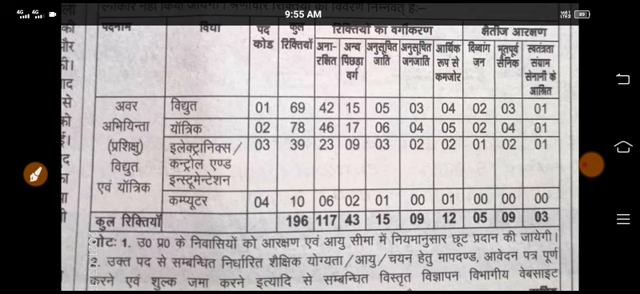 9:55 AM
रिक्तियों का वर्गीकरण क्षैतीज आरक्षण
पदनाम विधा पद कोड कुल रिक्तियाँ अना-रक्षित अन्य पिछड़ा वर्ग अनुसूचित जाति अनुसूचित जनजाति आर्थिक रूप से कमजोर दिव्यांग जन भूतपूर्व सैनिक स्वतंत्रता संग्राम सेनानी के आश्रित
अवर विद्युत 01 69 42 15 05 03 04 02 03 01
अभियिन्ता याँत्रिक 02 78 46 17 06 04 05 02 04 01
(प्रशिक्षु) इलेक्ट्रानिक्स / 03 39 23 09 03 02 02 01 02 01
विद्युत कन्ट्रोल एण्ड
एवं याँत्रिक इन्स्टूमेन्टेशन
कम्प्यूटर 04 10 06 02 01 00 01 00 00 00
कुल रिक्तियाँ 196 117 43 15 09 12 05 09 03
नोटः 1. उ0 प्र0 के निवासियों को आरक्षण एवं आयु सीमा में नियमानुसार छूट प्रदान की जायेगी।
2. उक्त पद से सम्बन्धित निर्धारित शैक्षिक योग्यता/आयु/चयन हेतु मापदण्ड, आवेदन पत्र पूर्ण
करने एवं शुल्क जमा करने इत्यादि से सम्बन्धित विस्तृत विज्ञापन विभागीय वेबसाइट